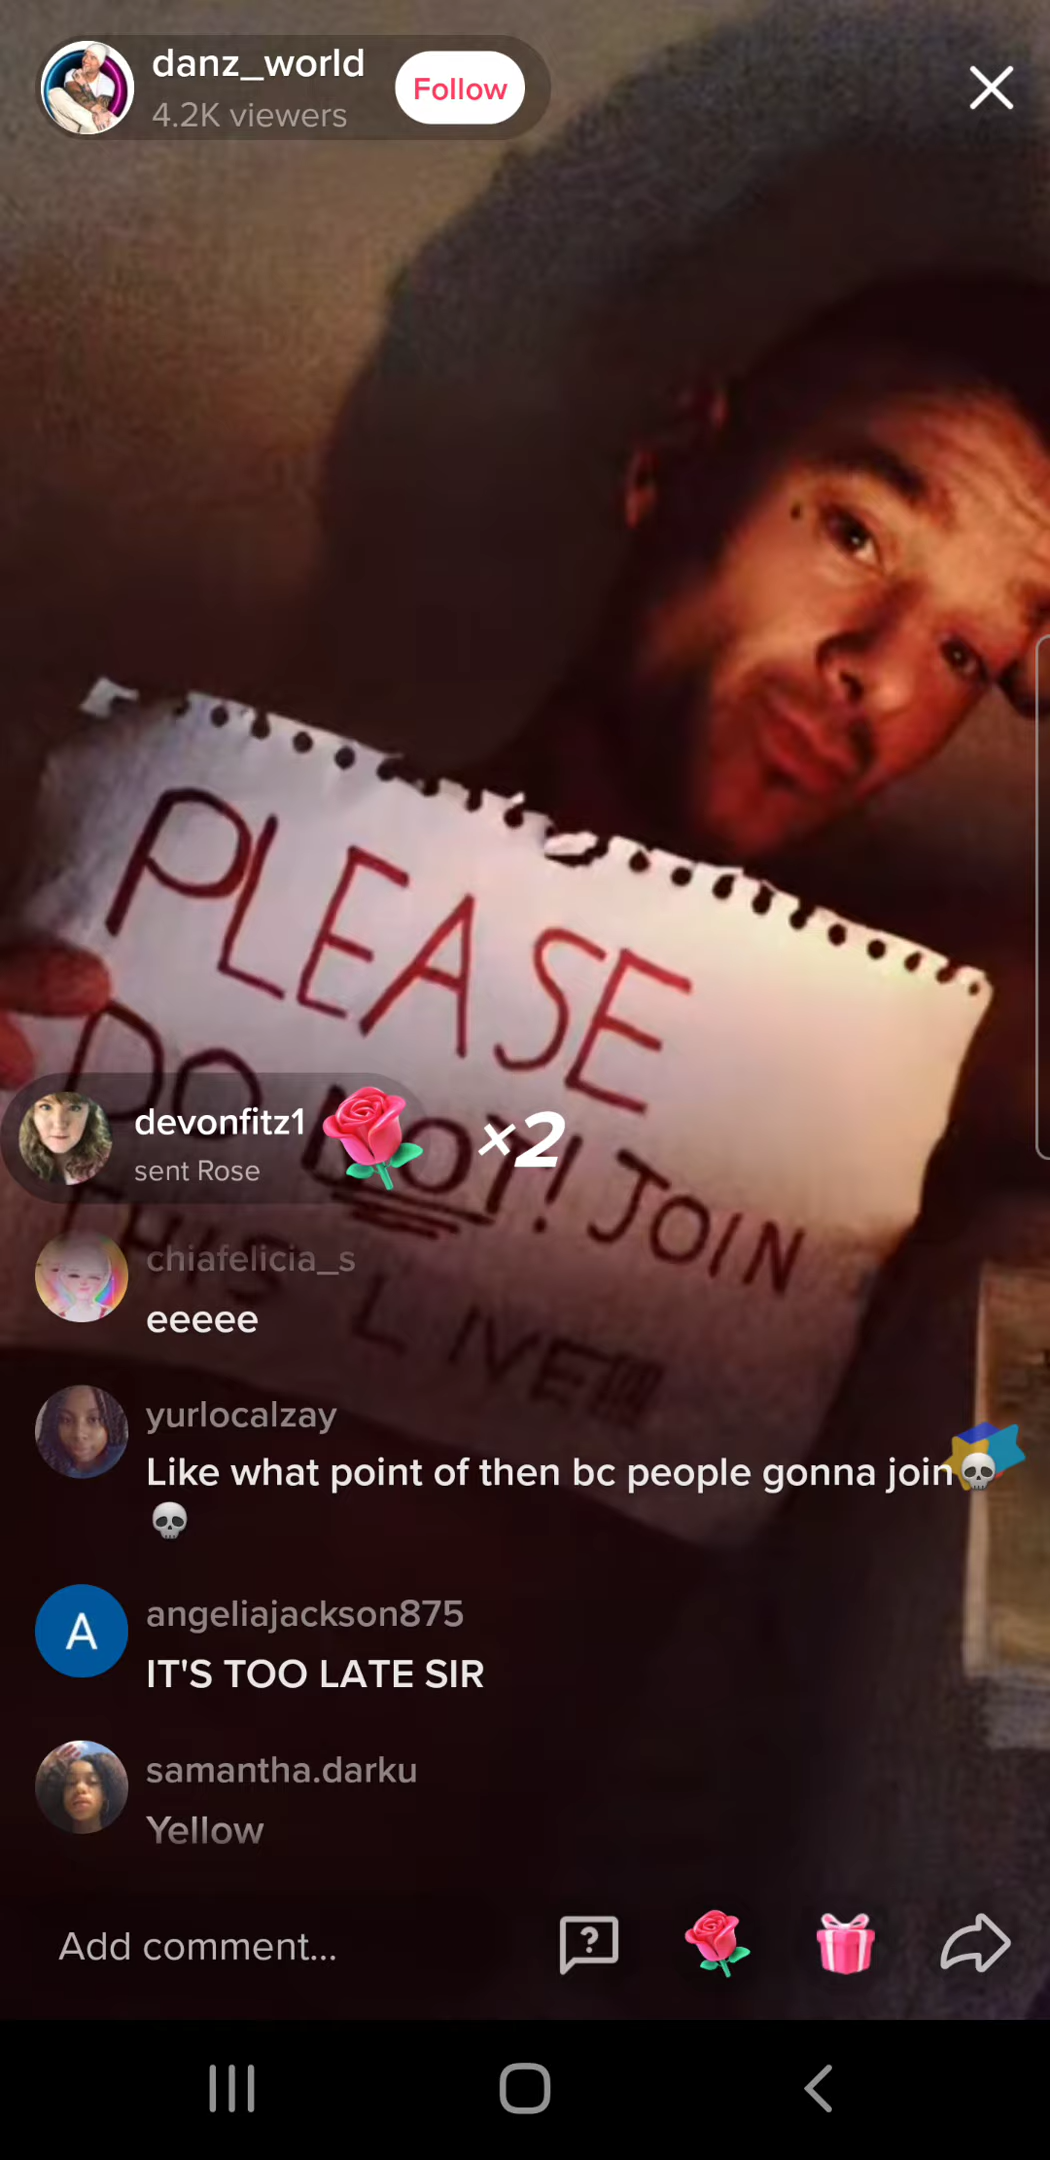 danz_world
4.2K viewers
Follow
PLEASE
DO NOT! JOIN
THIS LIVE!!!!
devonfitz1
sent Rose
×2
chiafelicia_s
eeeee
yurlocalzay
Like what point of then bc people gonna join💀
💀
A
angeliajackson875
IT'S TOO LATE SIR
samantha.darku
Yellow
Add comment...
?